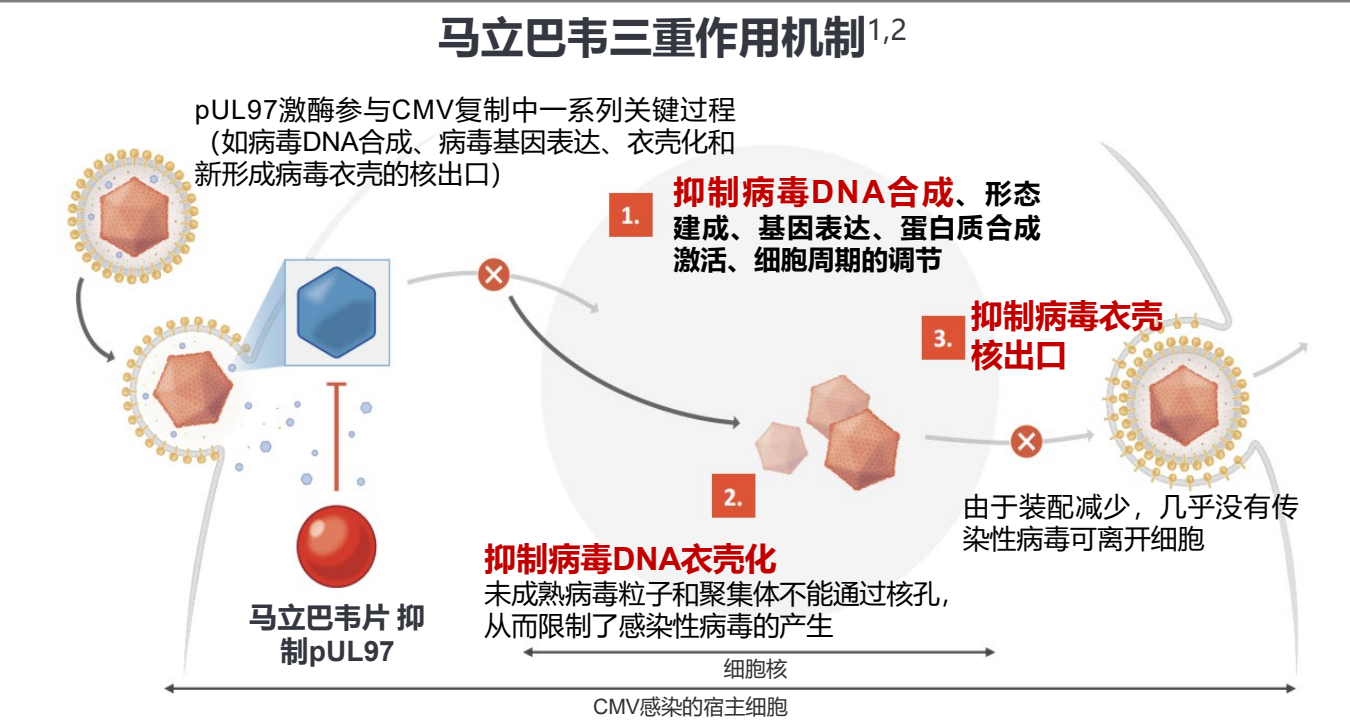 马立巴韦三重作用机制1,2
pUL97激酶参与CMV复制中一系列关键过程
（如病毒DNA合成、病毒基因表达、衣壳化和
新形成病毒衣壳的核出口）
1.
抑制病毒DNA合成、形态
建成、基因表达、蛋白质合成
激活、细胞周期的调节
3.
抑制病毒衣壳
核出口
2.
由于装配减少，几乎没有传
染性病毒可离开细胞
抑制病毒DNA衣壳化
未成熟病毒粒子和聚集体不能通过核孔，
从而限制了感染性病毒的产生
马立巴韦片 抑
制pUL97
细胞核
CMV感染的宿主细胞